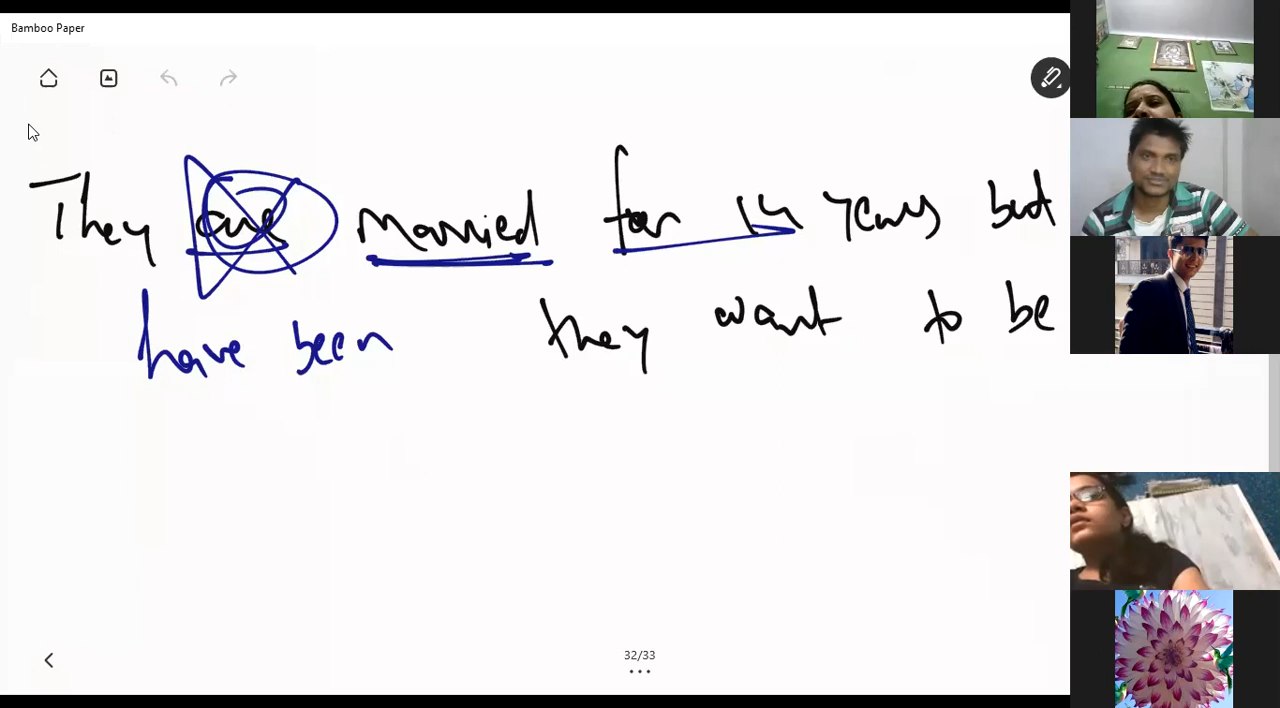 Bamboo Paper
They are married for 14 years but
have been they want to be
32/33